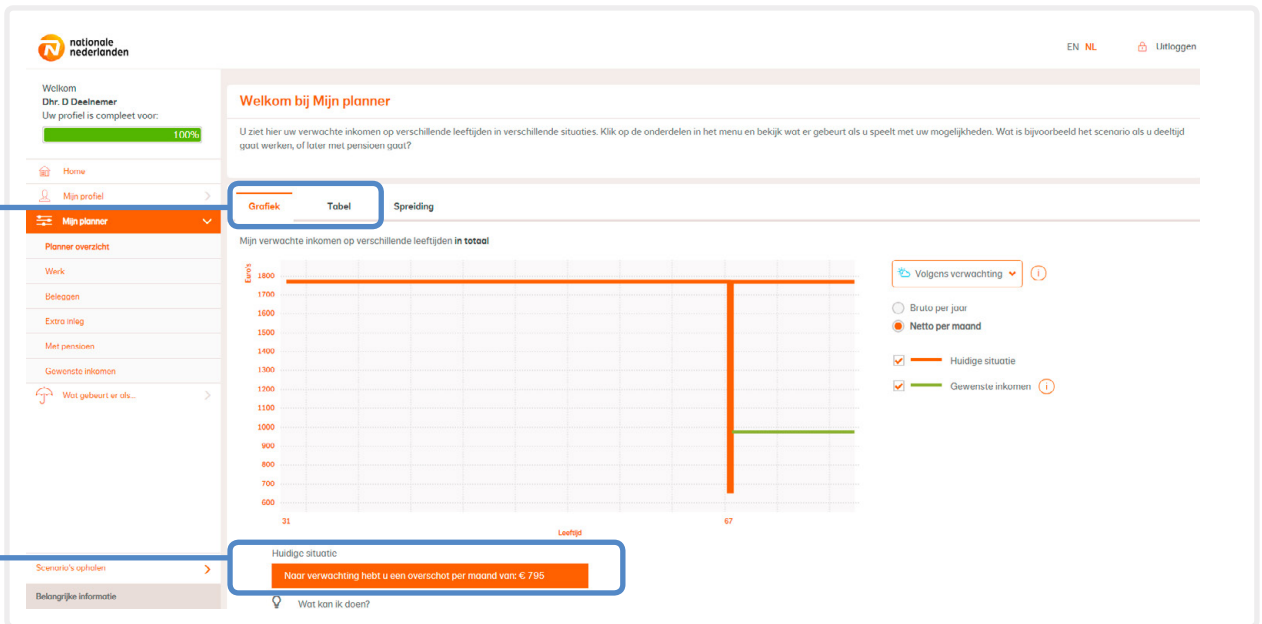 nationale
nederlanden
EN NL
Uitloggen
Welkom
Dhr. D Deelnemer
Uw profiel is compleet voor:
100%
Home
Mijn profiel
Mijn planner
Planner overzicht
Werk
Beleggen
Extra inleg
Met pensioen
Gewenste inkomen
Wat gebeurt er als...
Scenario's ophalen
Belangrijke informatie
Welkom bij Mijn planner
U ziet hier uw verwachte inkomen op verschillende leeftijden in verschillende situaties. Klik op de onderdelen in het menu en bekijk wat er gebeurt als u speelt met uw mogelijkheden. Wat is bijvoorbeeld het scenario als u deeltijd
gaat werken, of later met pensioen gaat?
Grafiek Tabel Spreiding
Mijn verwachte inkomen op verschillende leeftijden in totaal
Euro's
1800
1700
1600
1500
1400
1300
1200
1100
1000
900
800
700
600
31 67
Leeftijd
Volgens verwachting
Bruto per jaar
Netto per maand
Huidige situatie
Gewenste inkomen
Huidige situatie
Naar verwachting hebt u een overschot per maand van: € 795
Wat kan ik doen?